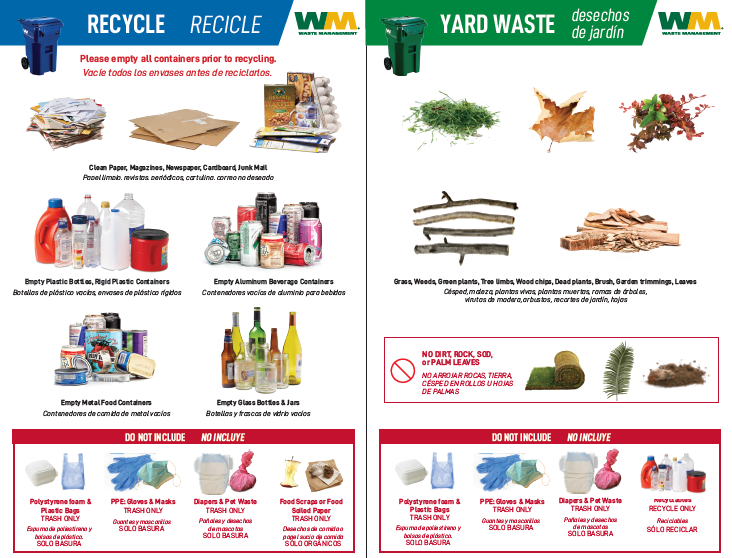 RECYCLE RECICLE
WM
WASTE MANAGEMENT
Please empty all containers prior to recycling.
Vacíe todos los envases antes de reciclarlos.
Clean Paper, Magazines, Newspaper, Cardboard, Junk Mail
Papel limpio, revistas, periódicos, cartulina, correo no deseado
Empty Plastic Bottles, Rigid Plastic Containers
Botellas de plástico vacíos, envases de plástico rígidos
Empty Aluminum Beverage Containers
Contenedores vacíos de aluminio para bebidas
Empty Metal Food Containers
Contenedores de comida de metal vacíos
Empty Glass Bottles & Jars
Botellas y frascos de vidrio vacíos
DO NOT INCLUDE NO INCLUYE
Polystyrene foam &
Plastic Bags
TRASH ONLY
Espuma de poliestireno y
bolsas de plástico.
SOLO BASURA
PPE: Gloves & Masks
TRASH ONLY
Guantes y mascarillas
SOLO BASURA
Diapers & Pet Waste
TRASH ONLY
Pañales y desechos
de mascotas
SOLO BASURA
Food Scraps or Food
Soiled Paper
TRASH ONLY
Desechos de comida o
papel sucio de comida
SOLO ORGANICOS
YARD WASTE desechos
de jardín
WM
WASTE MANAGEMENT
Grass, Weeds, Green plants, Tree limbs, Wood chips, Dead plants, Brush, Garden trimmings, Leaves
Césped, maleza, plantas vivas, plantas muertas, ramas de árboles,
virutas de madera, arbustos, recortes de jardín, hojas
NO DIRT, ROCK, SOD,
or PALM LEAVES
NO ARROJAR ROCAS, TIERRA,
CÉSPED EN ROLLOS U HOJAS
DE PALMAS
DO NOT INCLUDE NO INCLUYE
Polystyrene foam &
Plastic Bags
TRASH ONLY
Espuma de poliestireno y
bolsas de plástico.
SOLO BASURA
PPE: Gloves & Masks
TRASH ONLY
Guantes y mascarillas
SOLO BASURA
Diapers & Pet Waste
TRASH ONLY
Pañales y desechos
de mascotas
SOLO BASURA
RECYCLE ONLY
Reciclables
SÓLO RECICLAR